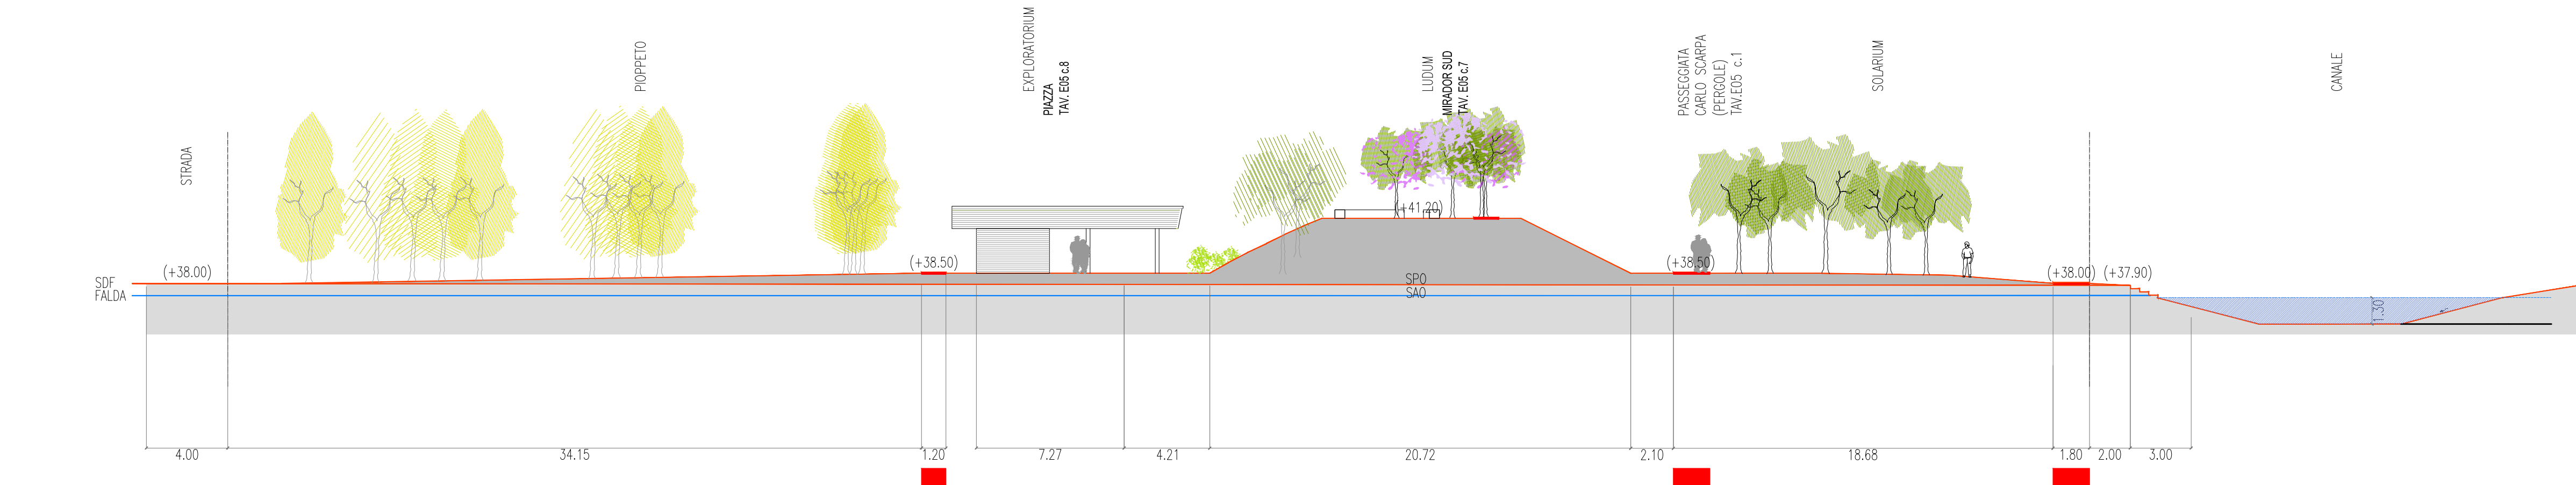 STRADA
PIOPPETO
EXPLORATORIUM
PIAZZA
TAV. E05 c.8
LUDUM
MIRADOR SUD
TAV. E05 c.7
PASSEGGIATA
CARLO SCARPA
(PERGOLE)
TAV.E05 c.1
SOLARIUM
CANALE
(+41.20)
(+38.00)
(+38.50)
(+38.50)
(+38.00)
(+37.90)
SDF
FALDA
SPO
SAO
1.30
4.00
34.15
1.20
7.27
4.21
20.72
2.10
18.68
1.80
2.00
3.00